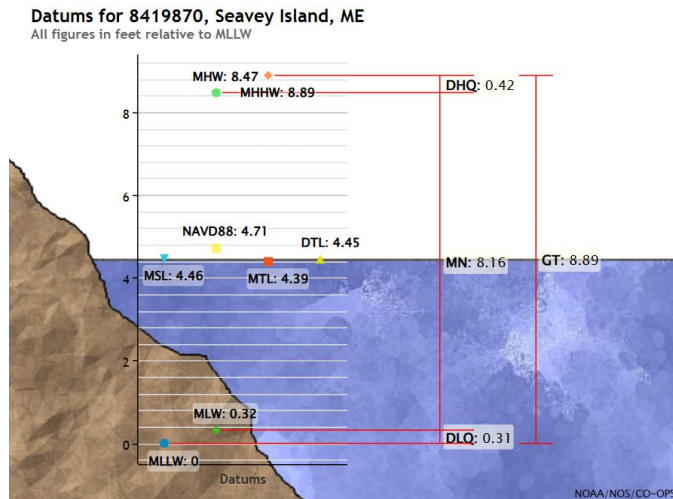 Datums for 8419870, Seavey Island, ME
All figures in feet relative to MLLW
MHW: 8.47
DHQ: 0.42
MHHW: 8.89
8
6
NAVD88: 4.71
DTL: 4.45
MSL: 4.46
MTL: 4.39
MN: 8.16
GT: 8.89
4
2
MLW: 0.32
DLQ: 0.31
0
MLLW: 0
Datums
NOAA/NOS/CO-OPS